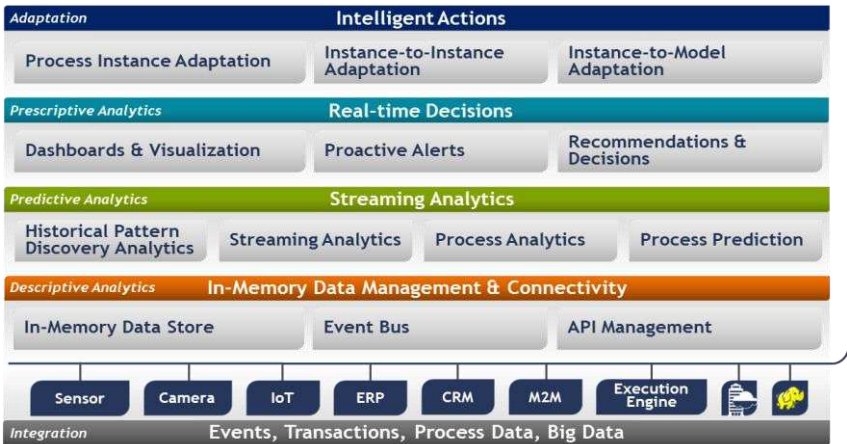 Adaptation Intelligent Actions
Process Instance Adaptation
Instance-to-Instance
Adaptation
Instance-to-Model
Adaptation
Prescriptive Analytics Real-time Decisions
Dashboards & Visualization
Proactive Alerts
Recommendations &
Decisions
Predictive Analytics Streaming Analytics
Historical Pattern
Discovery Analytics
Streaming Analytics
Process Analytics
Process Prediction
Descriptive Analytics In-Memory Data Management & Connectivity
In-Memory Data Store
Event Bus
API Management
Sensor
Camera
IoT
ERP
CRM
M2M
Execution
Engine
Integration Events, Transactions, Process Data, Big Data